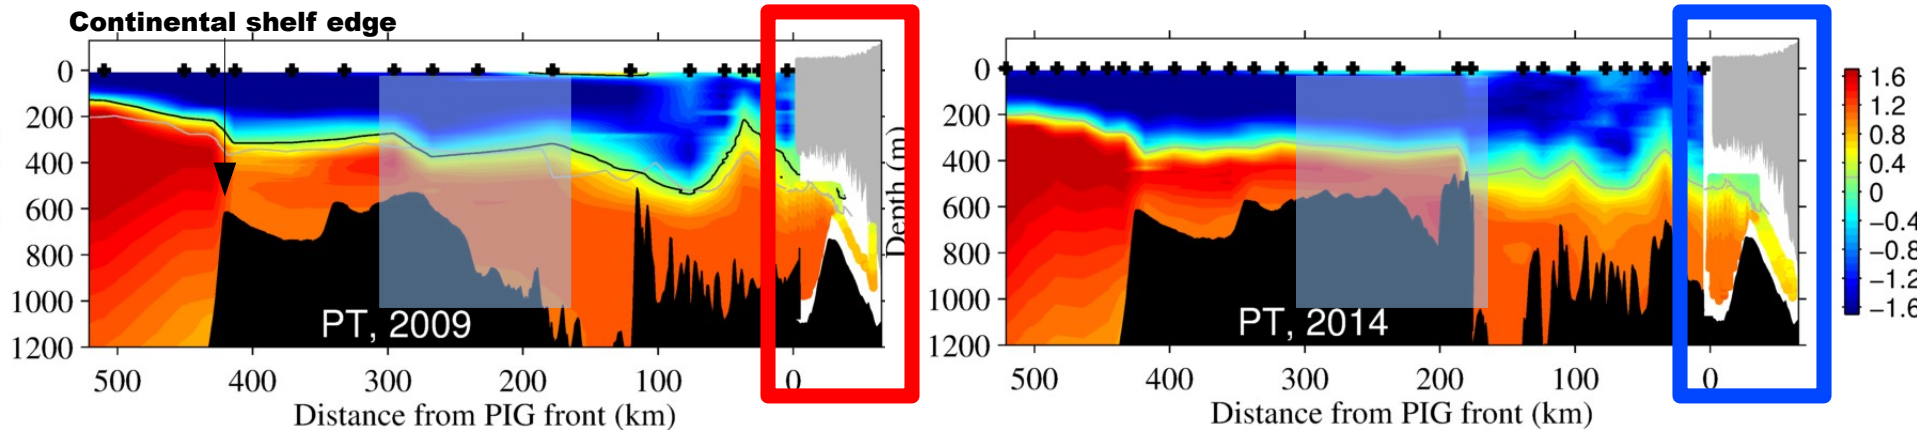 Continental shelf edge
0
200
400
600
800
1000
1200
500 400 300 200 100 0
Distance from PIG front (km)
PT, 2009
Depth (m)
0
200
400
600
800
1000
1200
500 400 300 200 100 0
Distance from PIG front (km)
PT, 2014
1.6
1.2
0.8
0.4
0
−0.4
−0.8
−1.2
−1.6